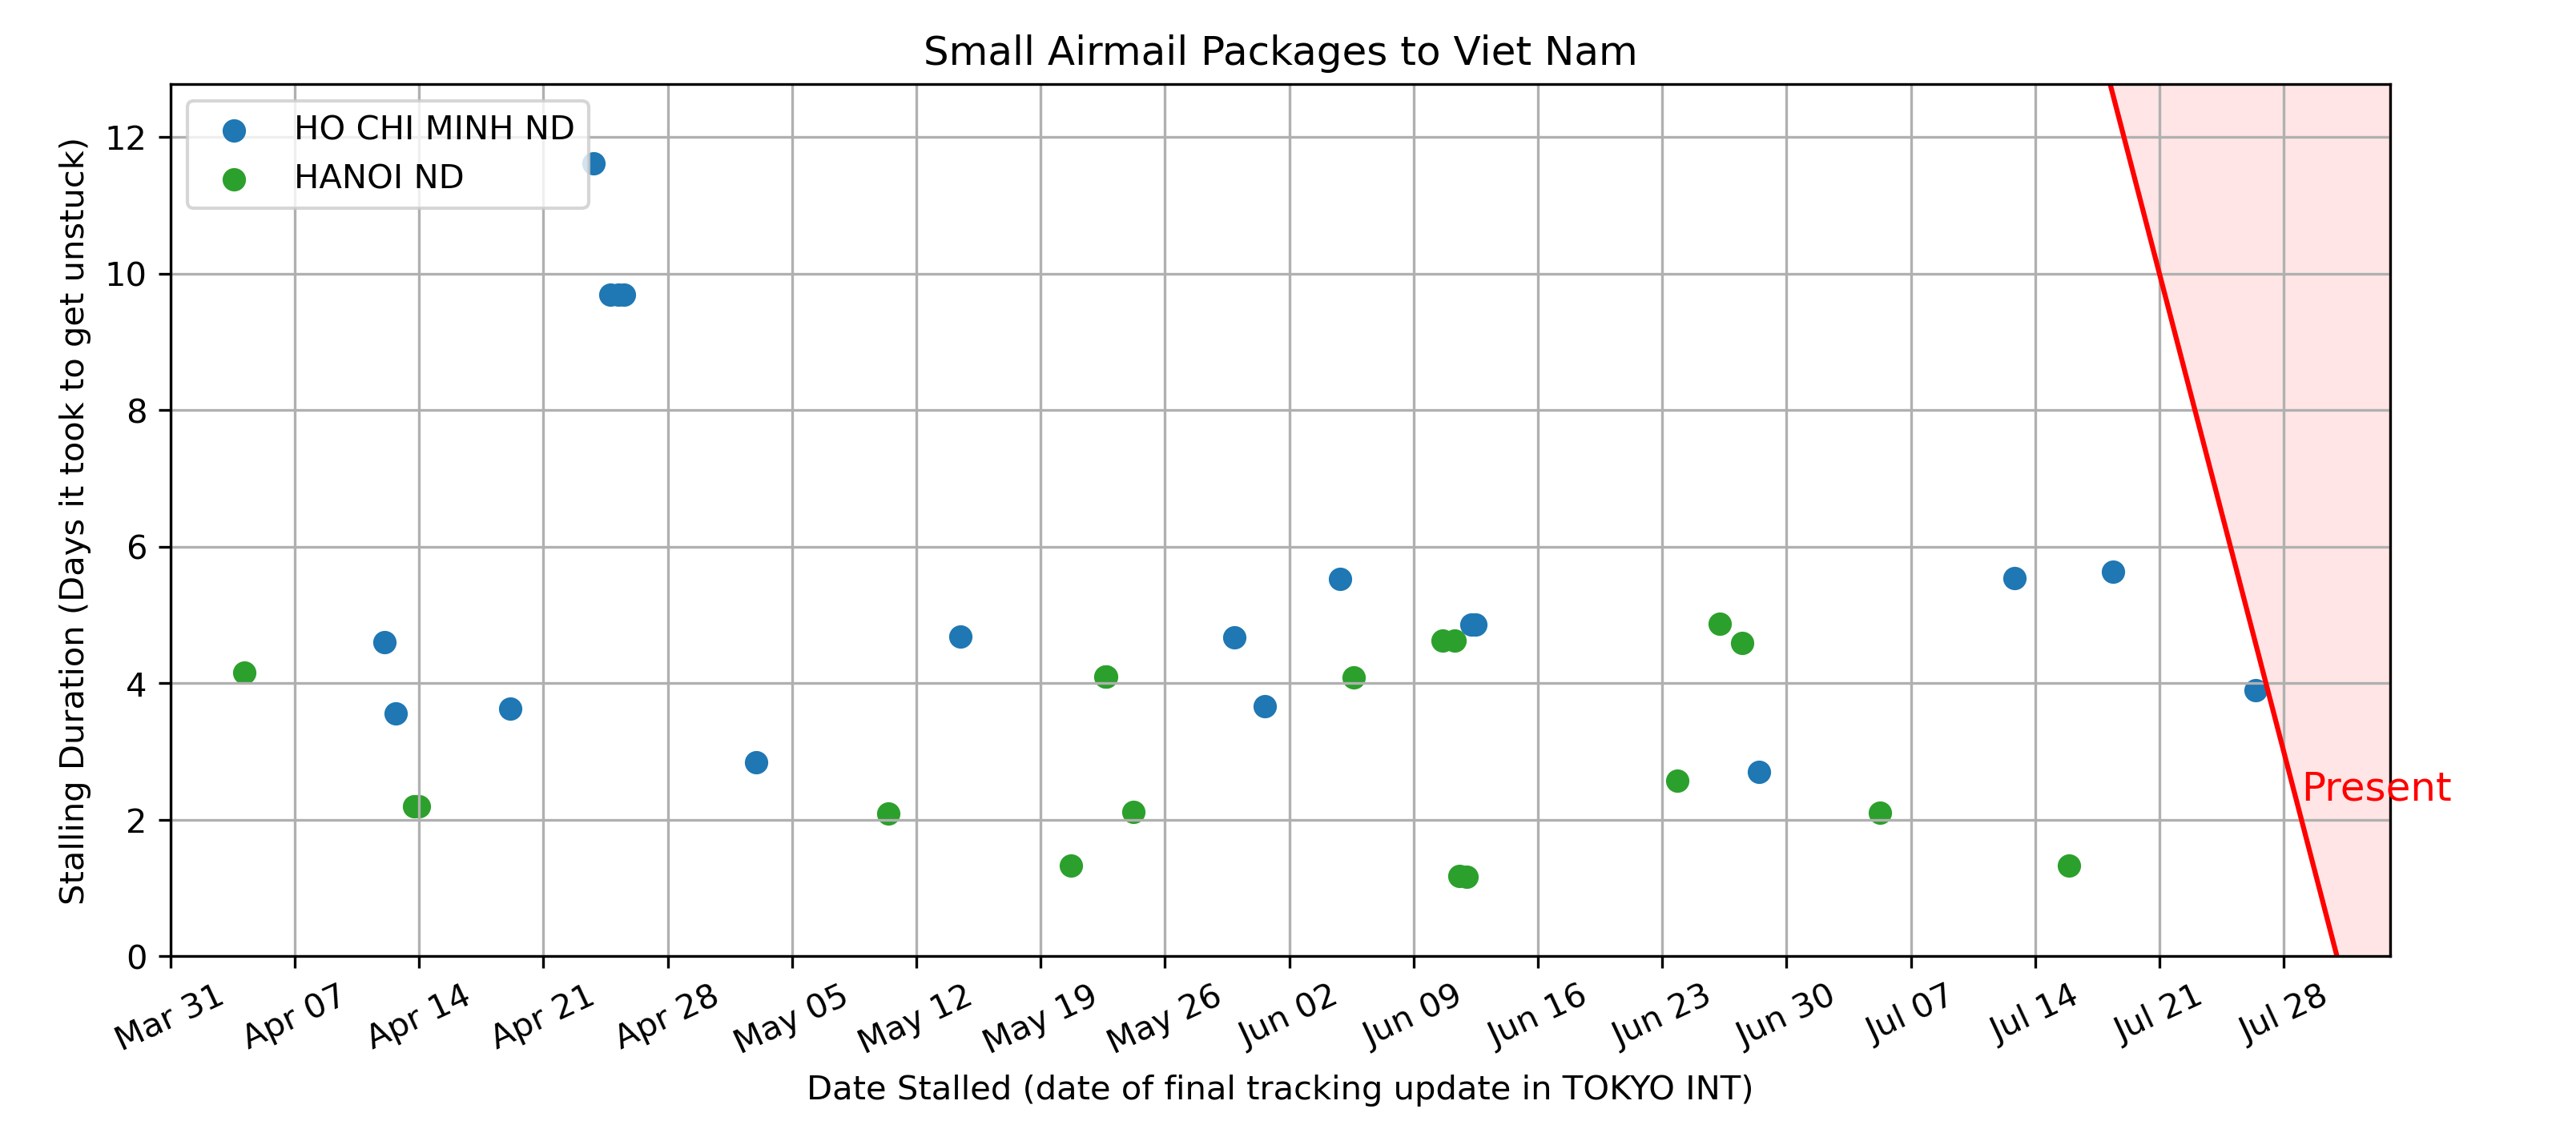 Small Airmail Packages to Viet Nam
HO CHI MINH ND
HANOI ND
Stalling Duration (Days it took to get unstuck)
12
10
8
6
4
2
0
Present
Mar 31
Apr 07
Apr 14
Apr 21
Apr 28
May 05
May 12
May 19
May 26
Jun 02
Jun 09
Jun 16
Jun 23
Jun 30
Jul 07
Jul 14
Jul 21
Jul 28
Date Stalled (date of final tracking update in TOKYO INT)